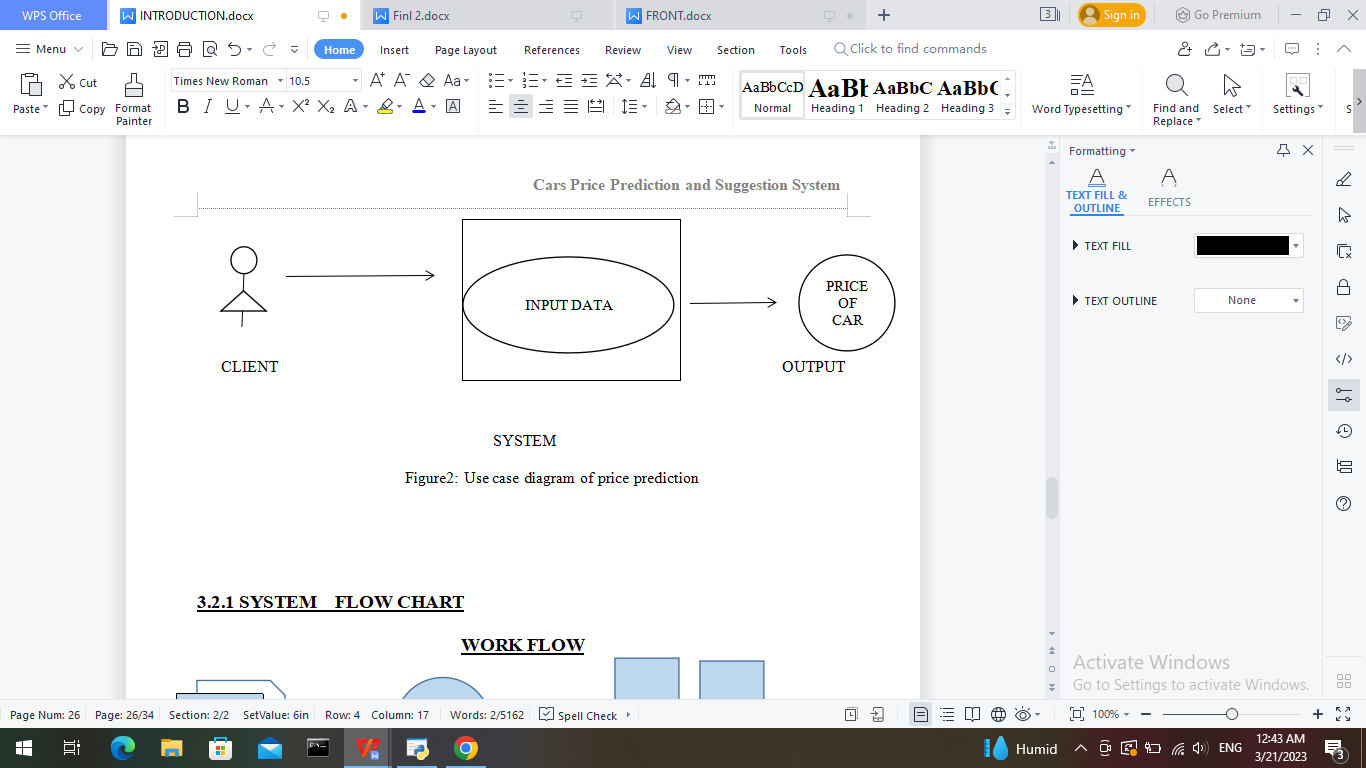 WPS Office
INTRODUCTION.docx
Finl 2.docx
FRONT.docx
3
Sign in
Go Premium
Menu
Home
Insert
Page Layout
References
Review
View
Section
Tools
Click to find commands
Paste
Cut
Copy
Format Painter
Times New Roman
10.5
AaBbCcD
Normal
AaBb
Heading 1
AaBbC
Heading 2
AaBbC
Heading 3
Word Typesetting
Find and Replace
Select
Settings
S
Cars Price Prediction and Suggestion System
INPUT DATA
PRICE
OF
CAR
CLIENT
OUTPUT
SYSTEM
Figure2: Use case diagram of price prediction
3.2.1 SYSTEM FLOW CHART
WORK FLOW
Formatting
TEXT FILL & OUTLINE
EFFECTS
TEXT FILL
TEXT OUTLINE
None
Activate Windows
Go to Settings to activate Windows.
Page Num: 26 Page: 26/34 Section: 2/2 SetValue: 6in Row: 4 Column: 17 Words: 2/5162 Spell Check
100%
Humid
ENG
12:43 AM
3/21/2023
3